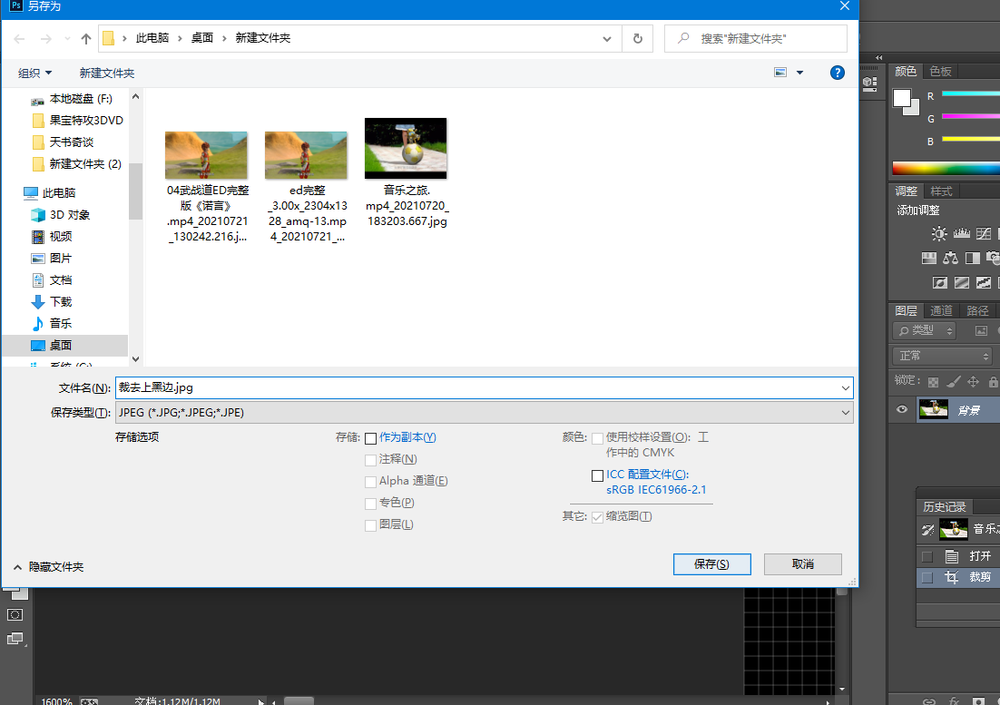 Ps 另存为
此电脑 桌面 新建文件夹
搜索"新建文件夹"
组织 新建文件夹
本地磁盘 (F:)
果宝特攻3DVD
天书奇谈
新建文件夹 (2)
此电脑
3D 对象
视频
图片
文档
下载
音乐
桌面
系统 (C:)
04武战道ED完整
版《诺言》
.mp4_20210721
_130242.216.j...
ed完整
_3.00x_2304x13
28_amq-13.mp
4_20210721_...
音乐之旅.
mp4_20210720_
183203.667.jpg
文件名(N): 裁去上黑边.jpg
保存类型(T): JPEG (*.JPG;*.JPEG;*.JPE)
存储选项
存储: 作为副本(Y)
注释(N)
Alpha 通道(E)
专色(P)
图层(L)
颜色: 使用校样设置(O): 工
作中的 CMYK
ICC 配置文件(C):
sRGB IEC61966-2.1
其它: 缩览图(T)
隐藏文件夹
保存(S) 取消
颜色 色板
R
G
B
调整 样式
添加调整
图层 通道 路径
类型
正常
锁定:
背景
历史记录
音乐之
打开
裁剪
1600% 文档:1.12M/1.12M
fx